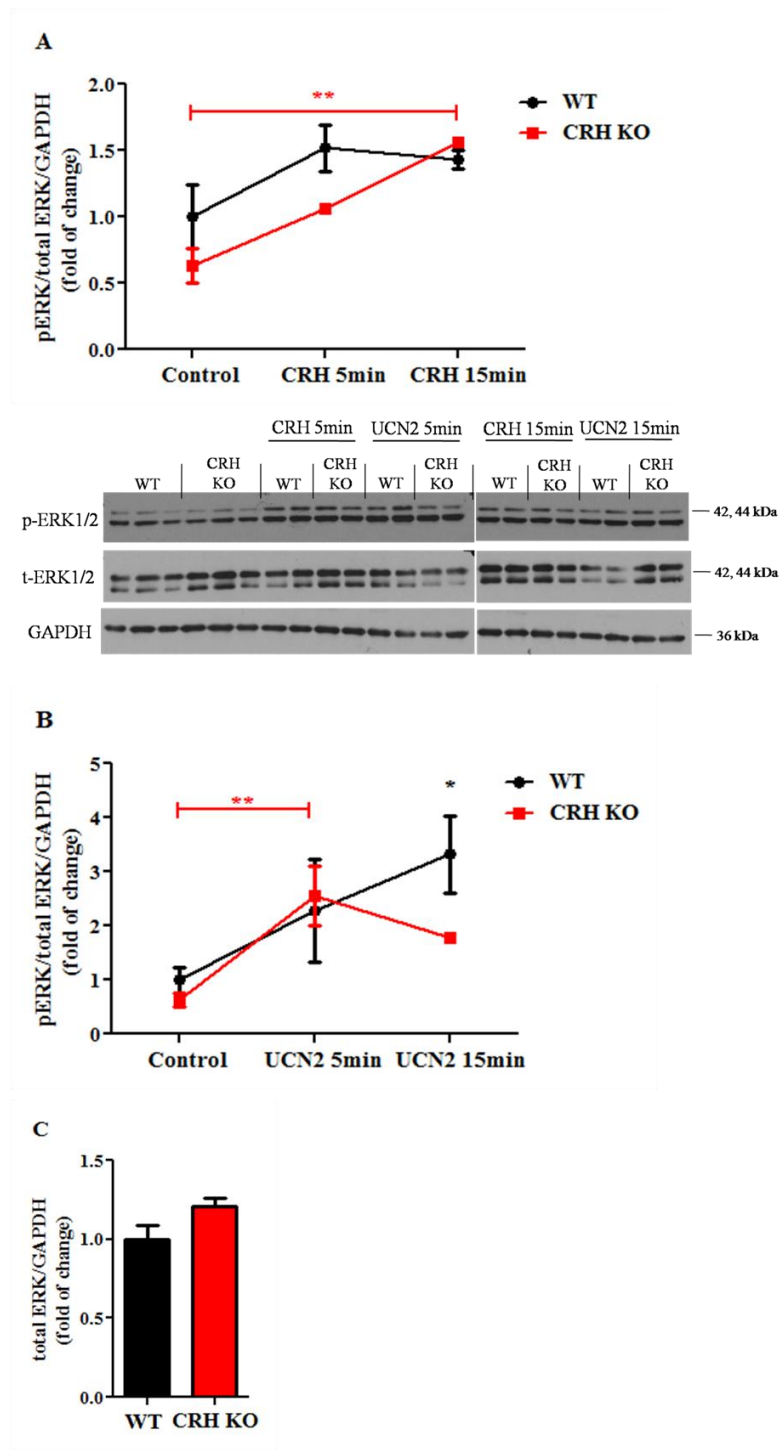 A
pERK/total ERK/GAPDH
(fold of change)
2.0
1.5
1.0
0.5
0.0
**
WT
CRH KO
Control CRH 5min CRH 15min
CRH 5min UCN2 5min CRH 15min UCN2 15min
WT CRH KO WT CRH KO WT CRH KO WT CRH KO WT CRH KO
p-ERK1/2 42, 44 kDa
t-ERK1/2 42, 44 kDa
GAPDH 36 kDa
B
pERK/total ERK/GAPDH
(fold of change)
5
4
3
2
1
0
**
*
WT
CRH KO
Control UCN2 5min UCN2 15min
C
total ERK/GAPDH
(fold of change)
1.5
1.0
0.5
0.0
WT CRH KO